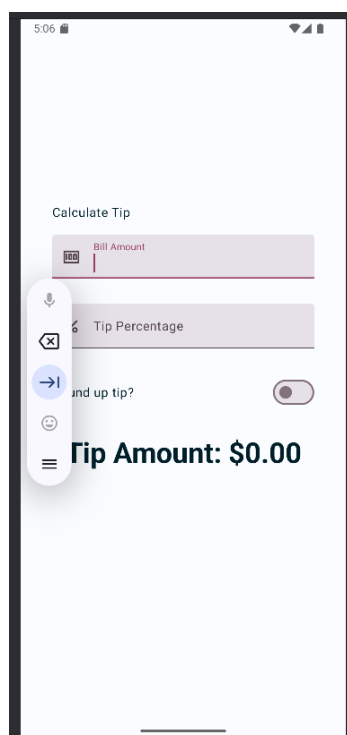 5:06
Calculate Tip
Bill Amount
Tip Percentage
und up tip?
Tip Amount: $0.00